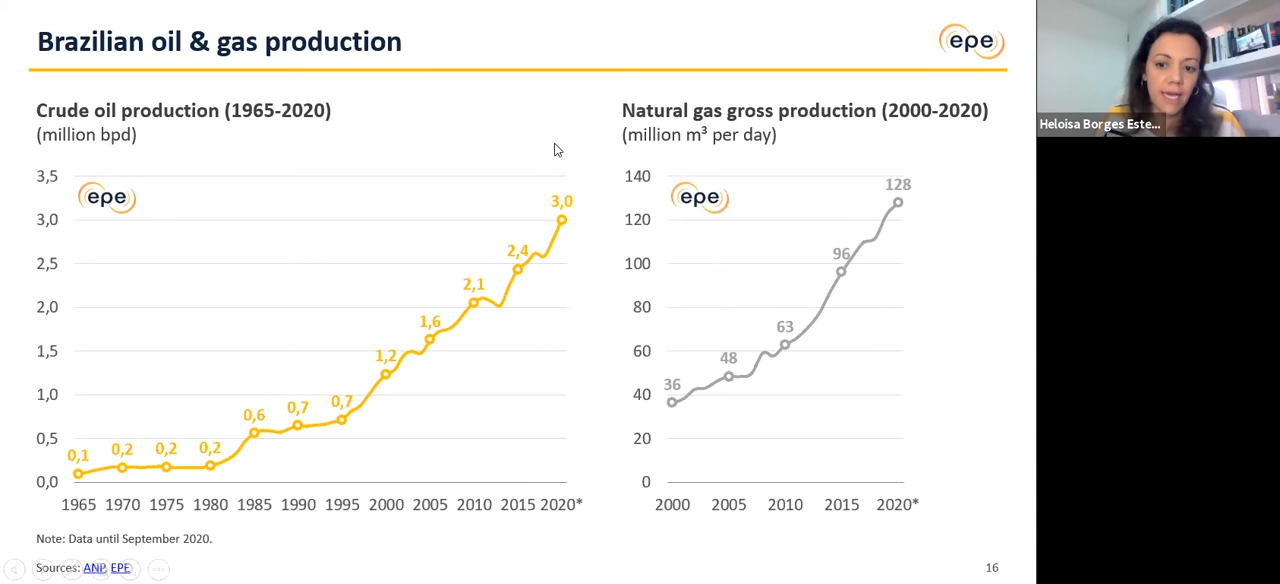 Brazilian oil & gas production
epe
Heloisa Borges Este...
Crude oil production (1965-2020)
(million bpd)
3,5
3,0
2,5
2,0
1,5
1,0
0,5
0,0
epe
0,1
0,2
0,2
0,2
0,6
0,7
0,7
1,2
1,6
2,1
2,4
3,0
1965 1970 1975 1980 1985 1990 1995 2000 2005 2010 2015 2020*
Natural gas gross production (2000-2020)
(million m³ per day)
140
120
100
80
60
40
20
0
epe
36
48
63
96
128
2000 2005 2010 2015 2020*
Note: Data until September 2020.
Sources: ANP, EPE
16